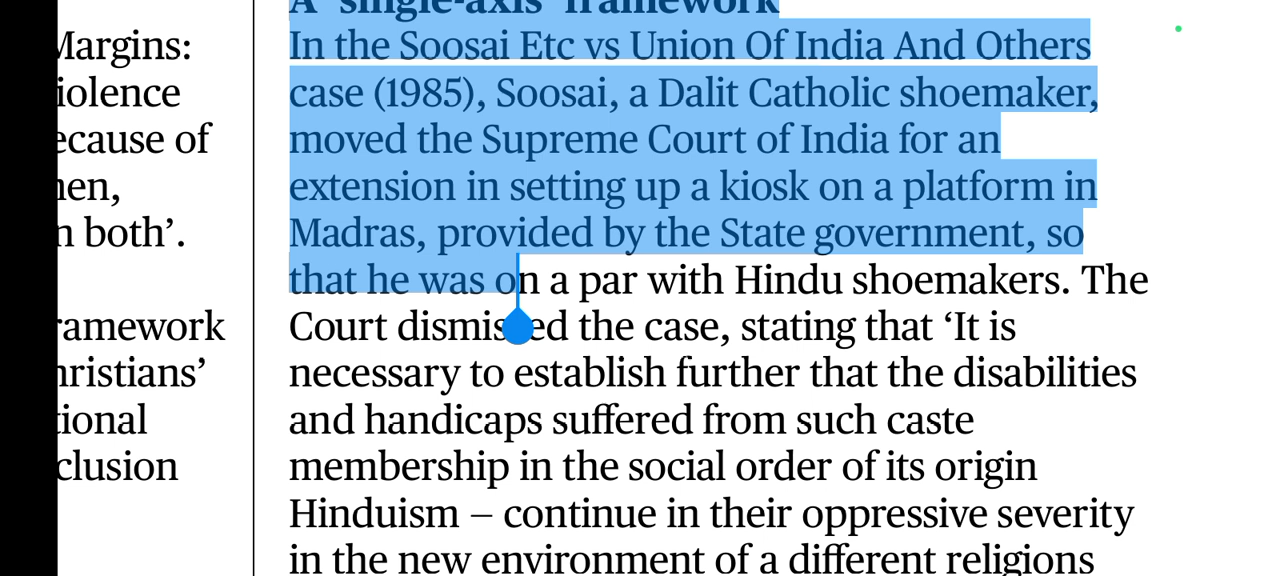 A 'single-axis' framework
Margins:
iolence
ecause of
en,
n both'.
ramework
hristians'
tional
clusion
In the Soosai Etc vs Union Of India And Others
case (1985), Soosai, a Dalit Catholic shoemaker,
moved the Supreme Court of India for an
extension in setting up a kiosk on a platform in
Madras, provided by the State government, so
that he was on a par with Hindu shoemakers. The
Court dismissed the case, stating that 'It is
necessary to establish further that the disabilities
and handicaps suffered from such caste
membership in the social order of its origin
Hinduism — continue in their oppressive severity
in the new environment of a different religions